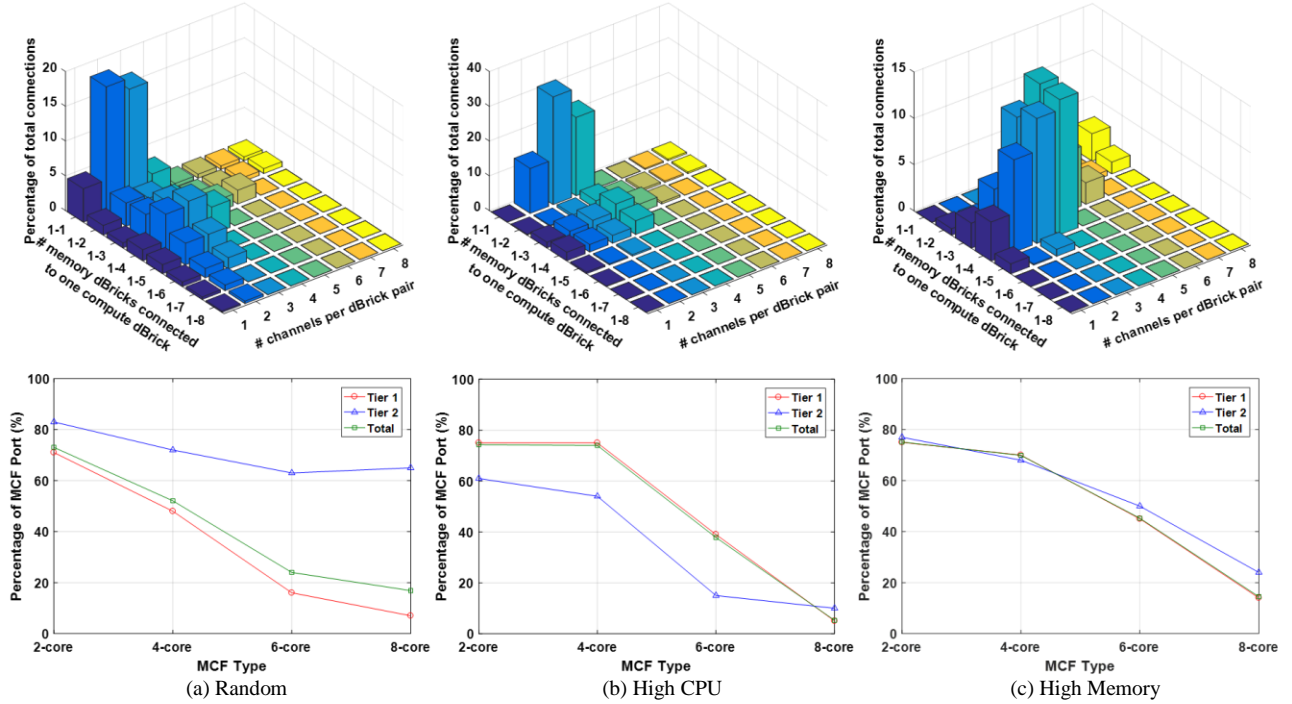 Percentage of total connections
20
15
10
5
0
1-1
1-2
1-3
1-4
1-5
1-6
1-7
1-8
# memory dBricks connected
to one compute dBrick
1
2
3
4
5
6
7
8
# channels per dBrick pair
Percentage of total connections
40
30
20
10
0
1-1
1-2
1-3
1-4
1-5
1-6
1-7
1-8
# memory dBricks connected
to one compute dBrick
1
2
3
4
5
6
7
8
# channels per dBrick pair
Percentage of total connections
15
10
5
0
1-1
1-2
1-3
1-4
1-5
1-6
1-7
1-8
# memory dBricks connected
to one compute dBrick
1
2
3
4
5
6
7
8
# channels per dBrick pair
Percentage of MCF Port (%)
100
80
60
40
20
0
Tier 1
Tier 2
Total
2-core
4-core
6-core
8-core
MCF Type
(a) Random
Percentage of MCF Port (%)
100
80
60
40
20
0
Tier 1
Tier 2
Total
2-core
4-core
6-core
8-core
MCF Type
(b) High CPU
Percentage of MCF Port (%)
100
80
60
40
20
0
Tier 1
Tier 2
Total
2-core
4-core
6-core
8-core
MCF Type
(c) High Memory